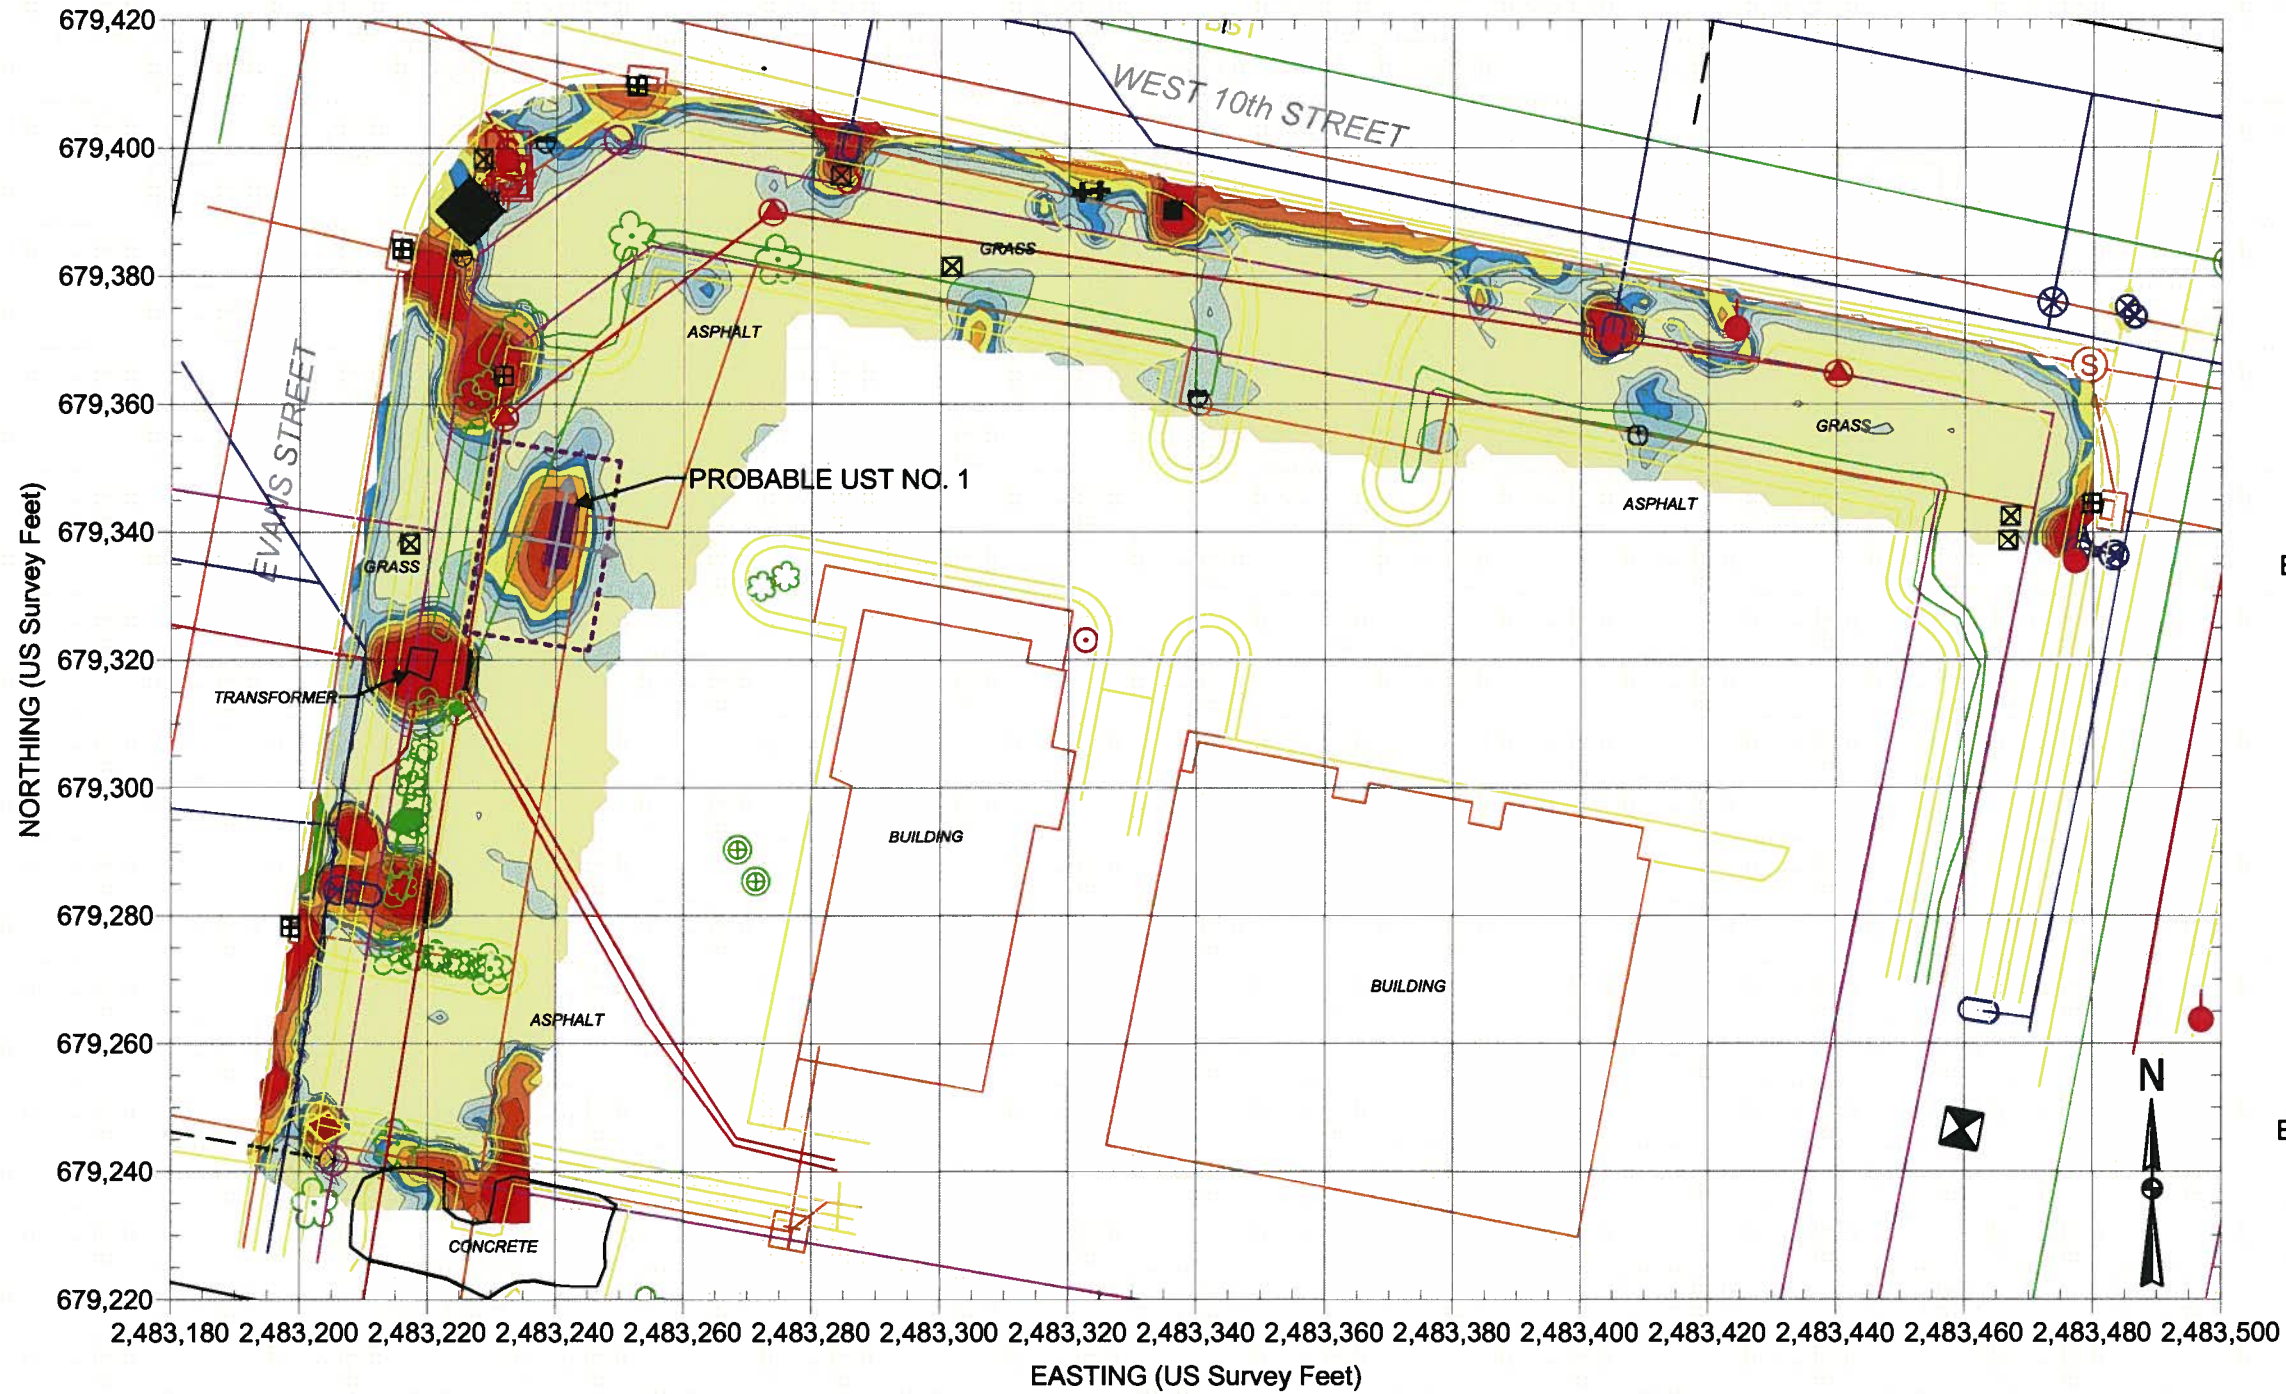 679,420
679,400
679,380
679,360
679,340
679,320
679,300
679,280
679,260
679,240
679,220
NORTHING (US Survey Feet)
WEST 10th STREET
EVANS STREET
GRASS
ASPHALT
GRASS
S
PROBABLE UST NO. 1
ASPHALT
GRASS
TRANSFORMER
BUILDING
BUILDING
ASPHALT
CONCRETE
N
2,483,180 2,483,200 2,483,220 2,483,240 2,483,260 2,483,280 2,483,300 2,483,320 2,483,340 2,483,360 2,483,380 2,483,400 2,483,420 2,483,440 2,483,460 2,483,480 2,483,500
EASTING (US Survey Feet)